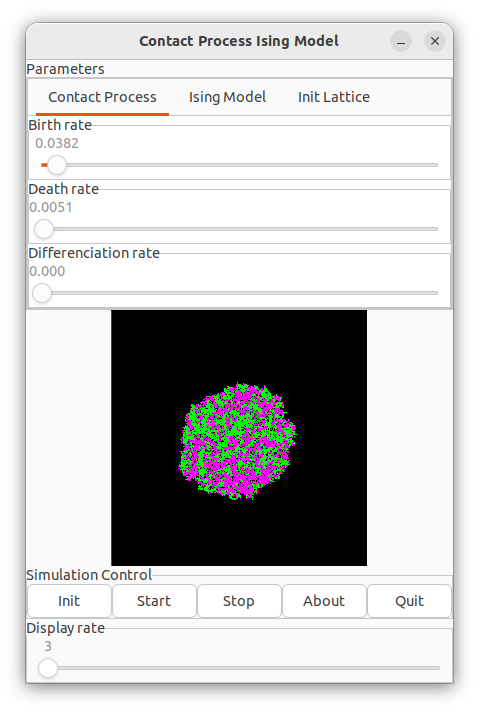 Contact Process Ising Model
Parameters
Contact Process Ising Model Init Lattice
Birth rate
0.0382
Death rate
0.0051
Differenciation rate
0.000
Simulation Control
Init Start Stop About Quit
Display rate
3